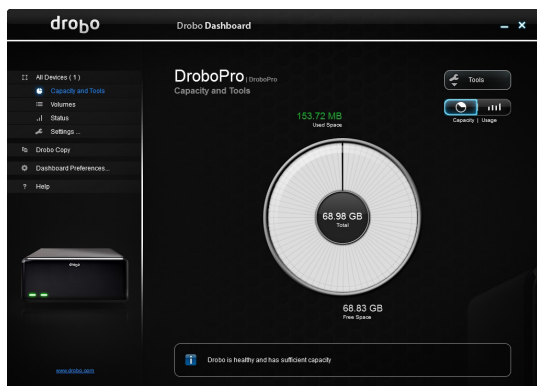 drobo
Drobo Dashboard
All Devices ( 1 )
Capacity and Tools
Volumes
Status
Settings ...
Drobo Copy
Dashboard Preferences...
Help
DroboPro | DroboPro
Capacity and Tools
Tools
Capacity | Usage
153.72 MB
Used Space
68.98 GB
Total
68.83 GB
Free Space
drobo
Drobo is healthy and has sufficient capacity
www.drobo.com